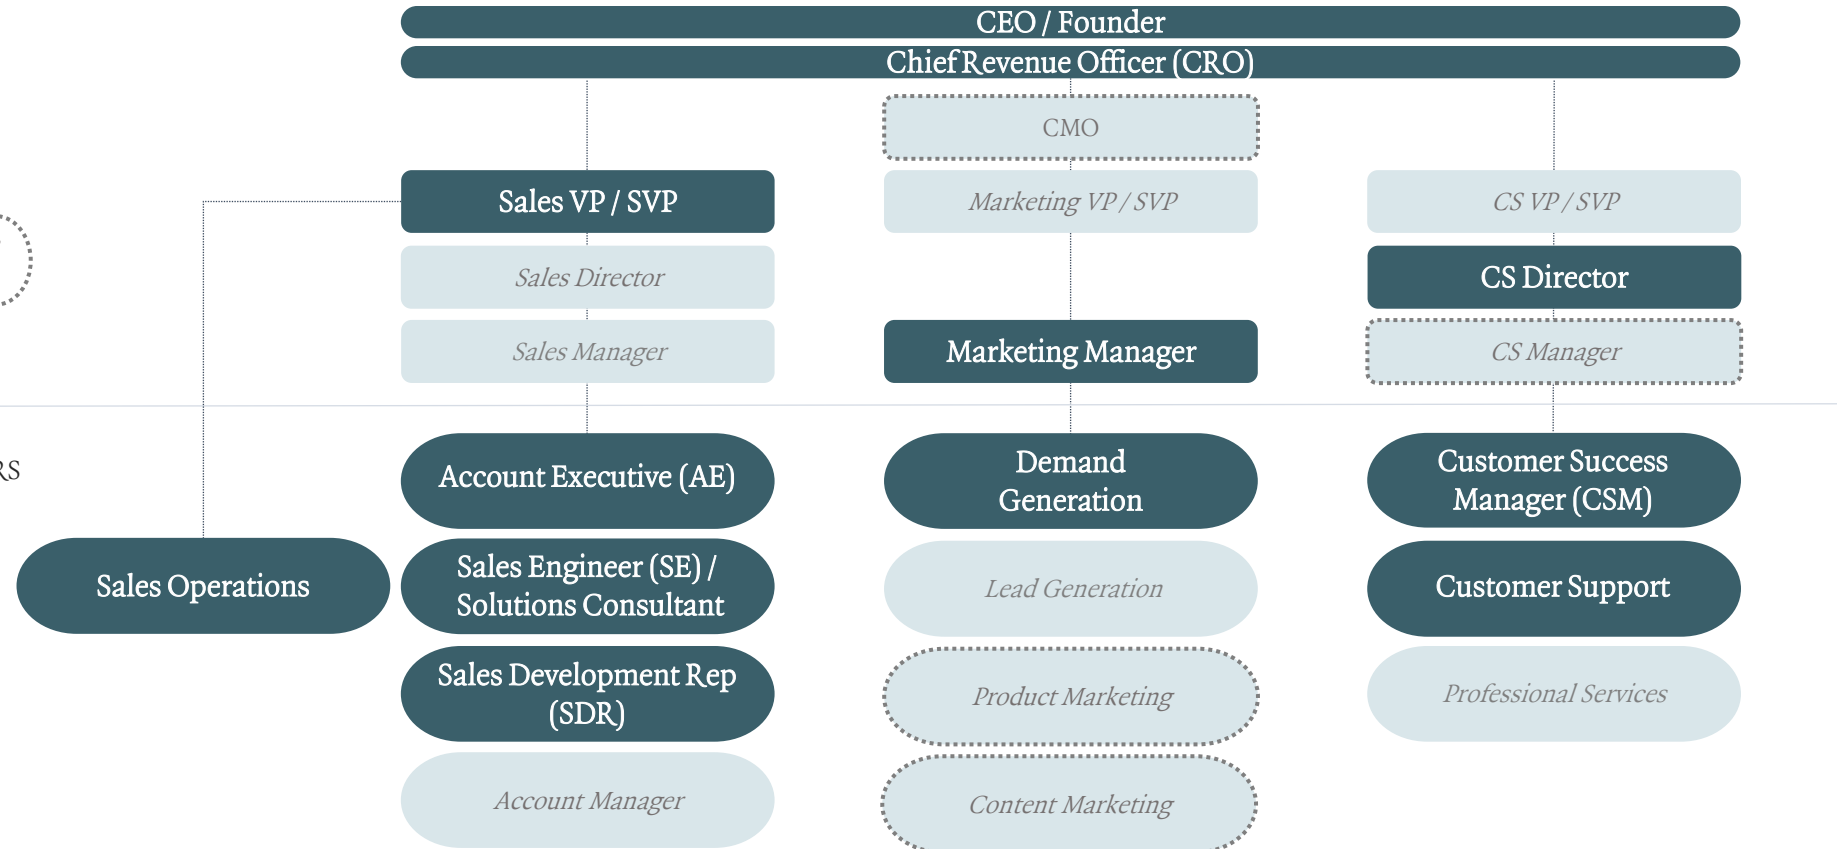 CEO / Founder
Chief Revenue Officer (CRO)
CMO
Sales VP / SVP
Marketing VP / SVP
CS VP / SVP
Sales Director
CS Director
Sales Manager
Marketing Manager
CS Manager
RS
Account Executive (AE)
Demand
Generation
Customer Success
Manager (CSM)
Sales Operations
Sales Engineer (SE) /
Solutions Consultant
Lead Generation
Customer Support
Sales Development Rep
(SDR)
Product Marketing
Professional Services
Account Manager
Content Marketing